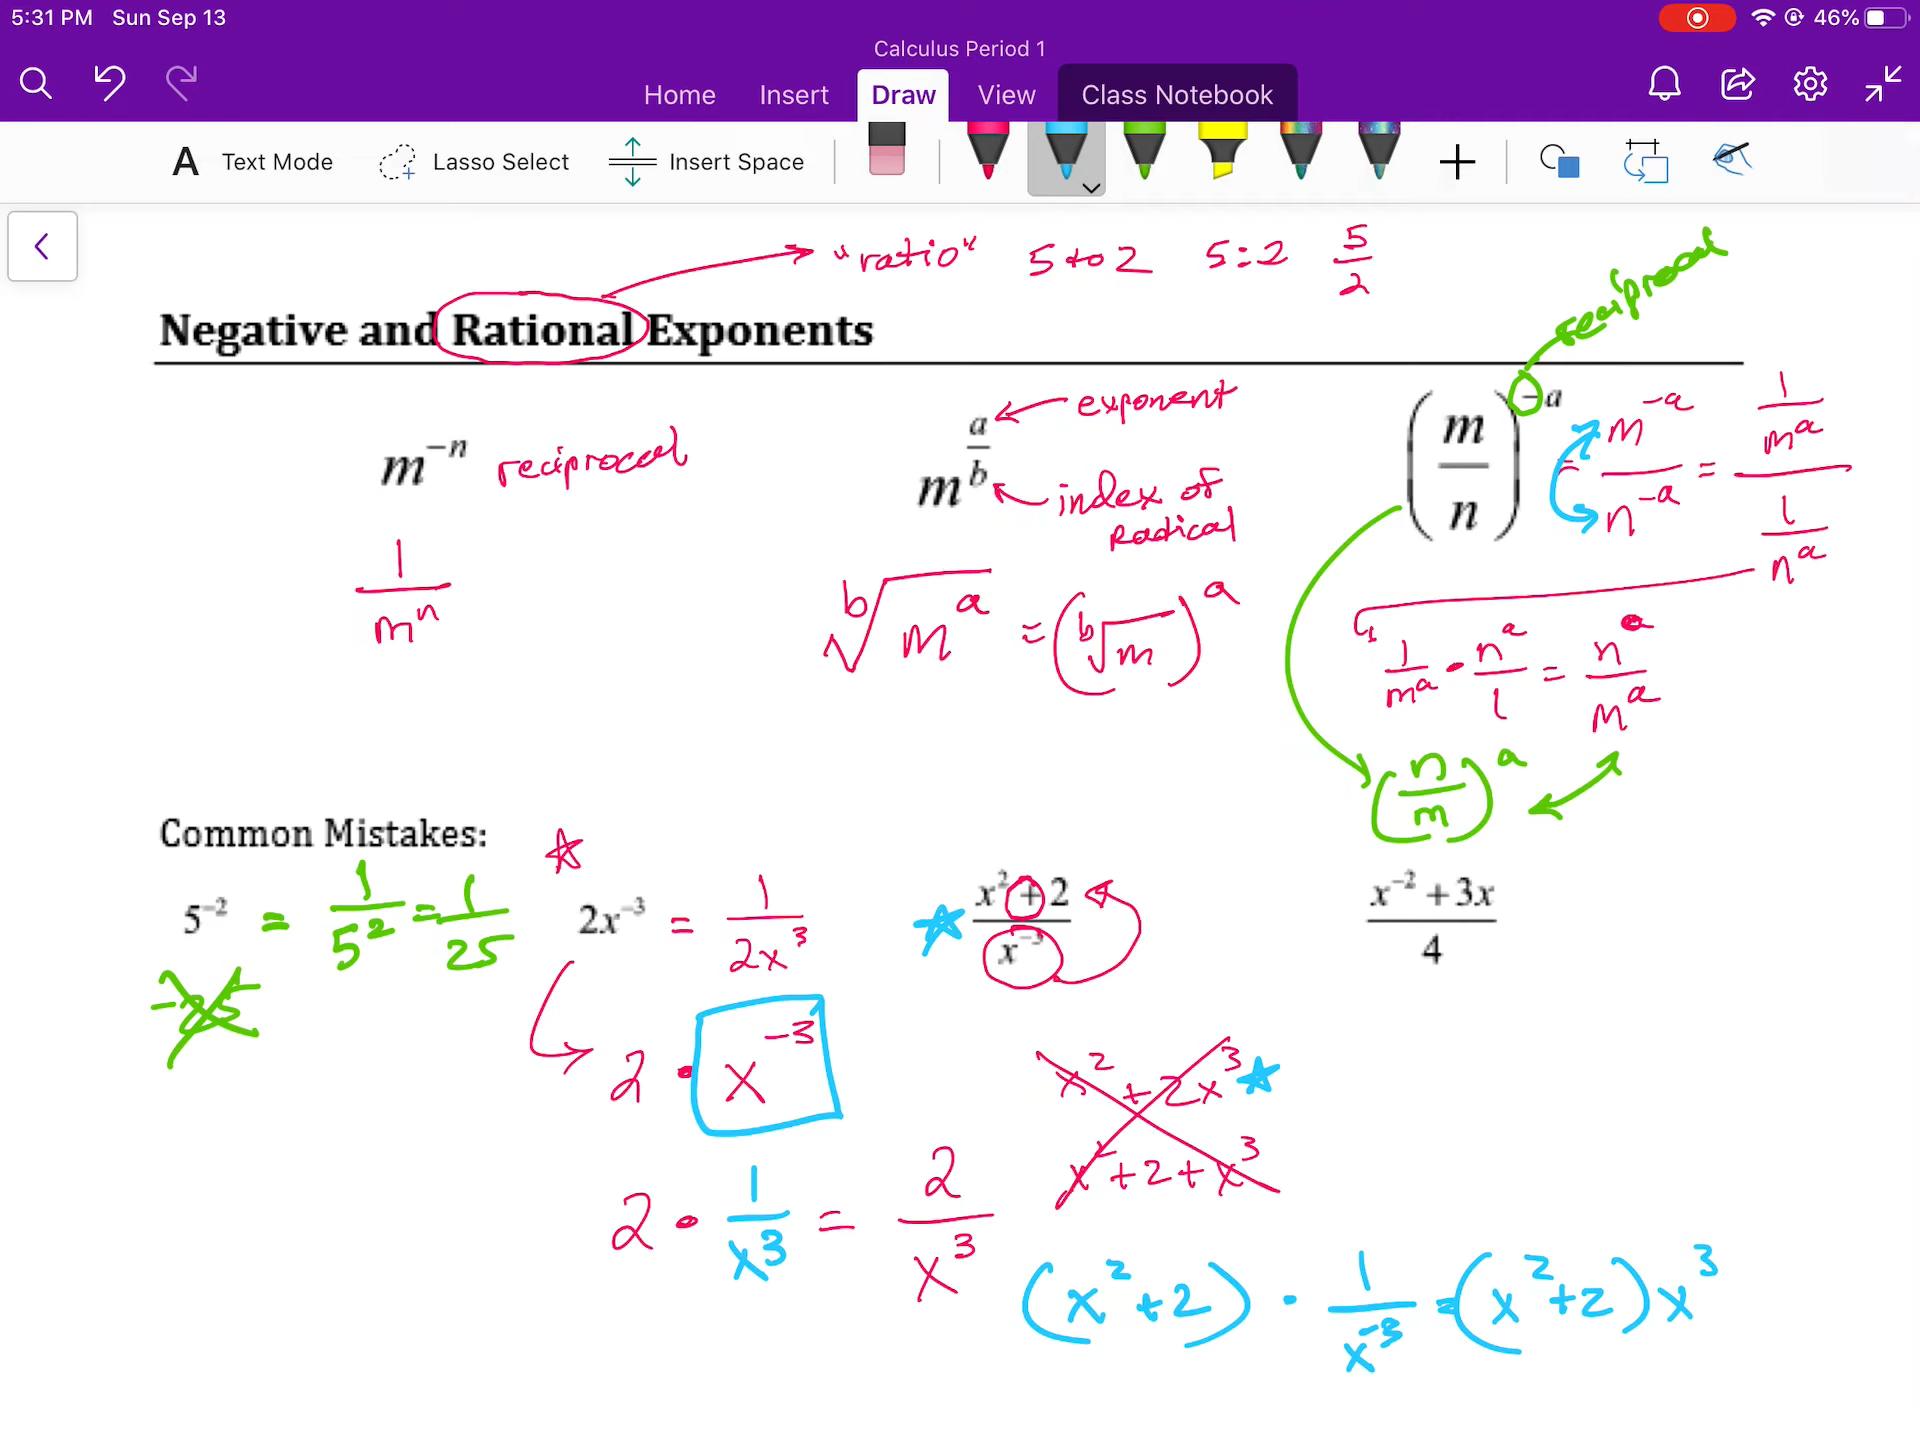 5:31 PM Sun Sep 13 46%
Calculus Period 1
Home Insert Draw View Class Notebook
A Text Mode Lasso Select Insert Space
"ratio" 5 to 2 5:2 5/2
reciprocal
Negative and Rational Exponents
m^{-n} reciprocal
1/m^n
m^{a/b} ← exponent
← index of
Radical
\sqrt[b]{m^a} = (\sqrt[b]{m})^a
(m/n)^{-a} = m^{-a}/n^{-a} = (1/m^a)/(1/n^a)
1/m^a · n^a/1 = n^a/m^a
(n/m)^a
Common Mistakes:
5^{-2} = 1/5^2 = 1/25
-25
2x^{-3} = 1/2x^3
2 · x^{-3}
2 · 1/x^3 = 2/x^3
(x^2+2)/x^{-3}
x^2 + 2x^3
x^2 + 2 + x^3
(x^2+2) · 1/x^{-3} = (x^2+2)x^3
(x^{-2}+3x)/4